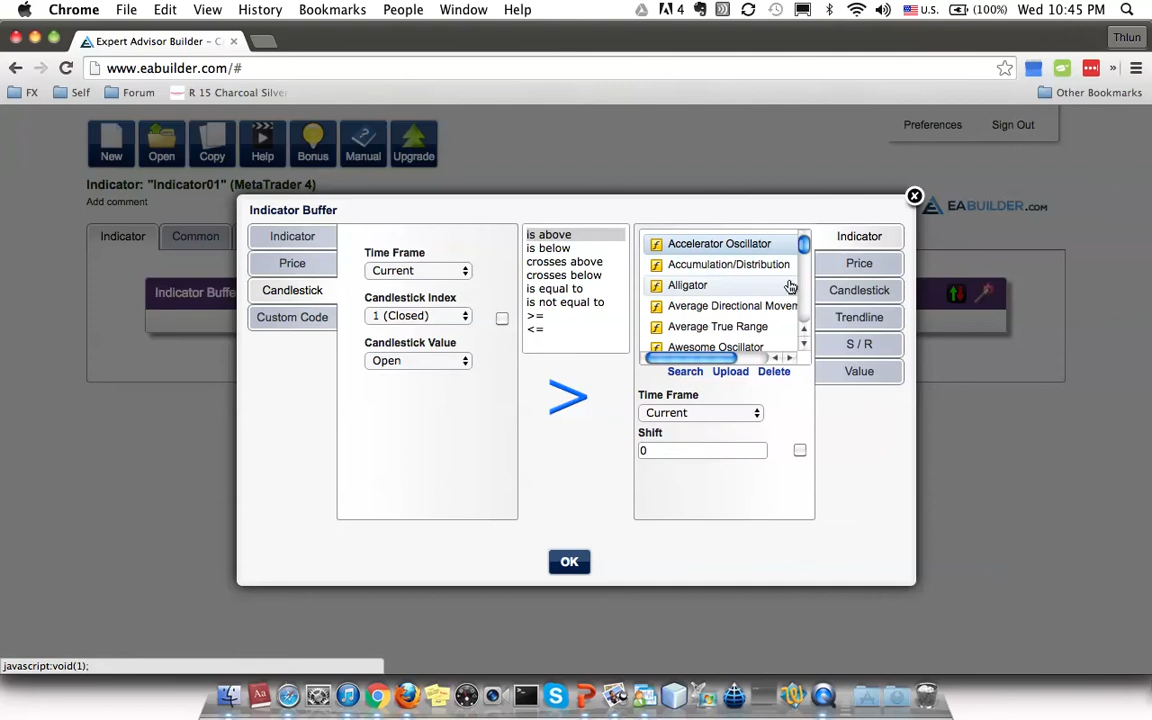 Chrome File Edit View History Bookmarks People Window Help 4 U.S. (100%) Wed 10:45 PM
Expert Advisor Builder – C Thlun
www.eabuilder.com/#
FX Self Forum R 15 Charcoal Silver Other Bookmarks
New Open Copy Help Bonus Manual Upgrade
Preferences Sign Out
Indicator: "Indicator01" (MetaTrader 4)
Add comment
EABUILDER.COM
Indicator Common
Indicator Buffer
Indicator Buffer
Indicator
Price
Candlestick
Custom Code
Time Frame
Current
Candlestick Index
1 (Closed)
Candlestick Value
Open
is above
is below
crosses above
crosses below
is equal to
is not equal to
>=
<=
>
Accelerator Oscillator
Accumulation/Distribution
Alligator
Average Directional Movem
Average True Range
Awesome Oscillator
Search Upload Delete
Time Frame
Current
Shift
0
Indicator
Price
Candlestick
Trendline
S / R
Value
OK
javascript:void(1);